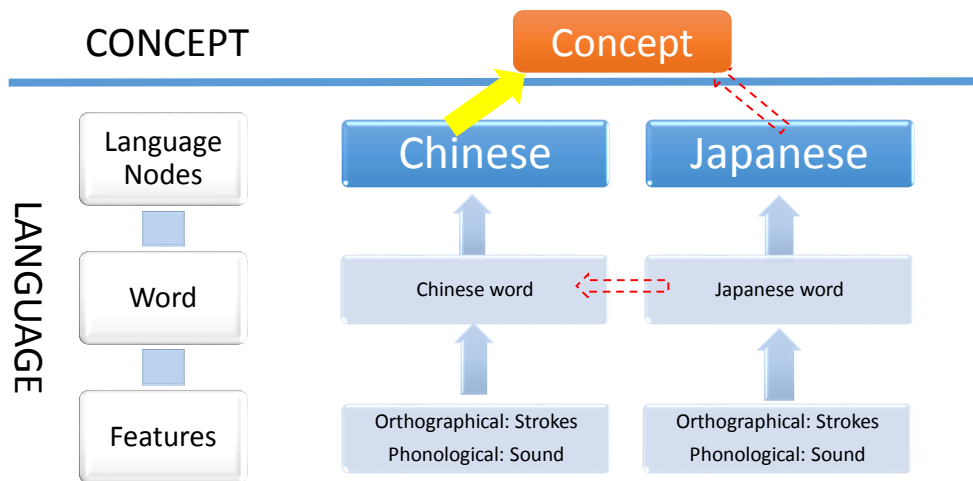 CONCEPT
Concept
Language
Nodes
Chinese
Japanese
LANGUAGE
Word
Chinese word
Japanese word
Features
Orthographical: Strokes
Phonological: Sound
Orthographical: Strokes
Phonological: Sound